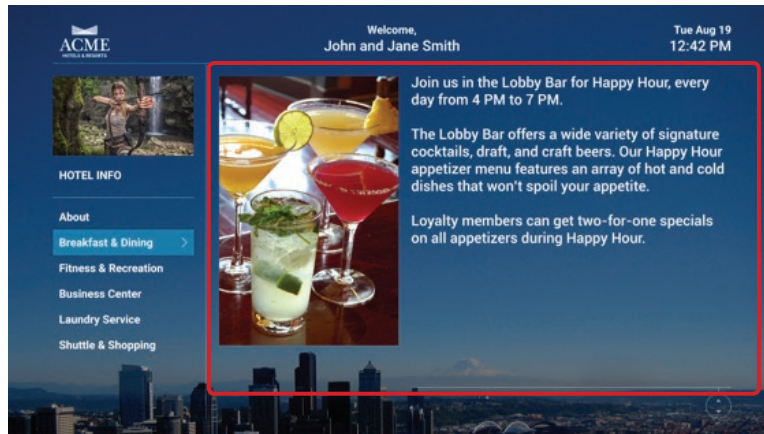 ACME
HOTELS & RESORTS
Welcome,
John and Jane Smith
Tue Aug 19
12:42 PM
HOTEL INFO
About
Breakfast & Dining
Fitness & Recreation
Business Center
Laundry Service
Shuttle & Shopping
Join us in the Lobby Bar for Happy Hour, every
day from 4 PM to 7 PM.
The Lobby Bar offers a wide variety of signature
cocktails, draft, and craft beers. Our Happy Hour
appetizer menu features an array of hot and cold
dishes that won't spoil your appetite.
Loyalty members can get two-for-one specials
on all appetizers during Happy Hour.